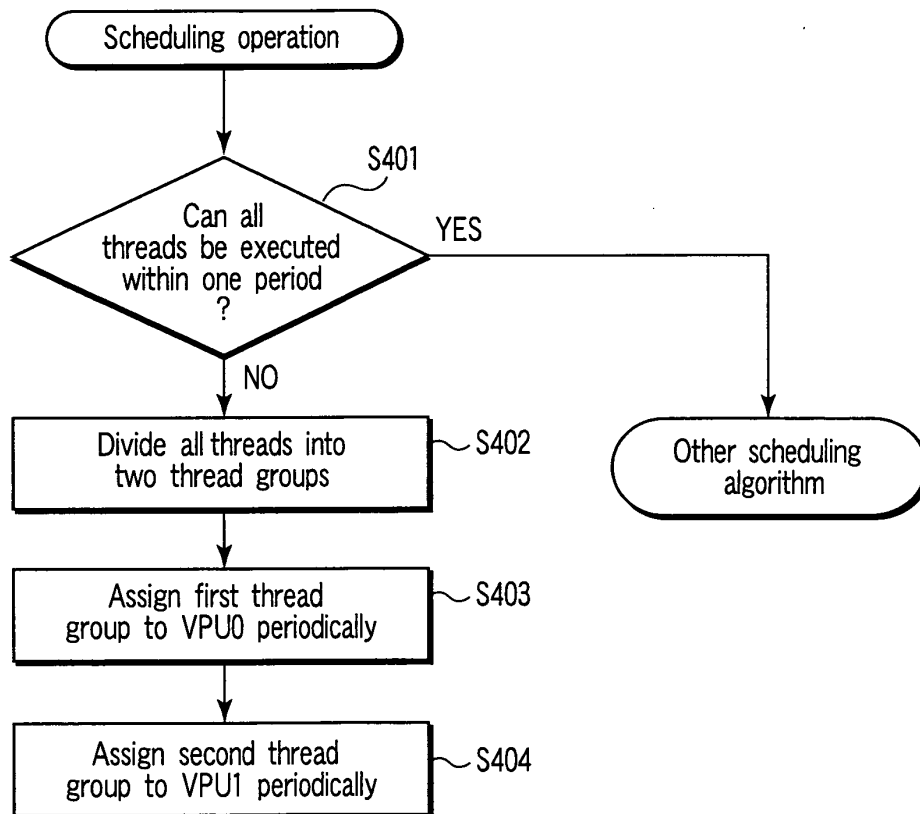 Scheduling operation
S401
Can all
threads be executed
within one period
?
YES
NO
Divide all threads into
two thread groups
S402
Other scheduling
algorithm
Assign first thread
group to VPU0 periodically
S403
Assign second thread
group to VPU1 periodically
S404